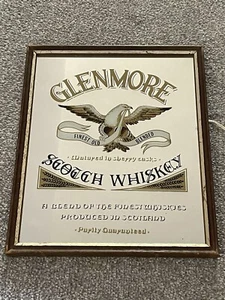 GLENMORE
FINEST OLD BLENDED
· Matured in sherry casks ·
SCOTCH WHISKEY
A BLEND OF THE FINEST WHISKIES
PRODUCED IN SCOTLAND
· Purity Guaranteed ·